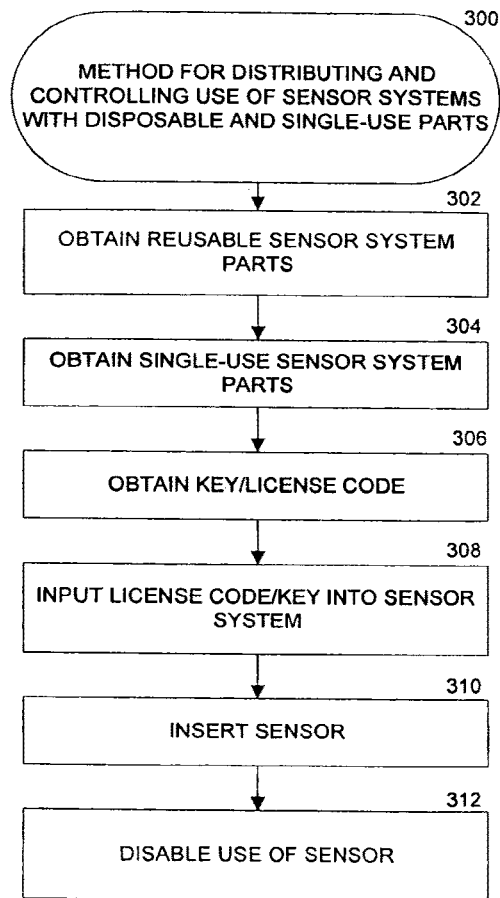 300
METHOD FOR DISTRIBUTING AND
CONTROLLING USE OF SENSOR SYSTEMS
WITH DISPOSABLE AND SINGLE-USE PARTS
302
OBTAIN REUSABLE SENSOR SYSTEM
PARTS
304
OBTAIN SINGLE-USE SENSOR SYSTEM
PARTS
306
OBTAIN KEY/LICENSE CODE
308
INPUT LICENSE CODE/KEY INTO SENSOR
SYSTEM
310
INSERT SENSOR
312
DISABLE USE OF SENSOR